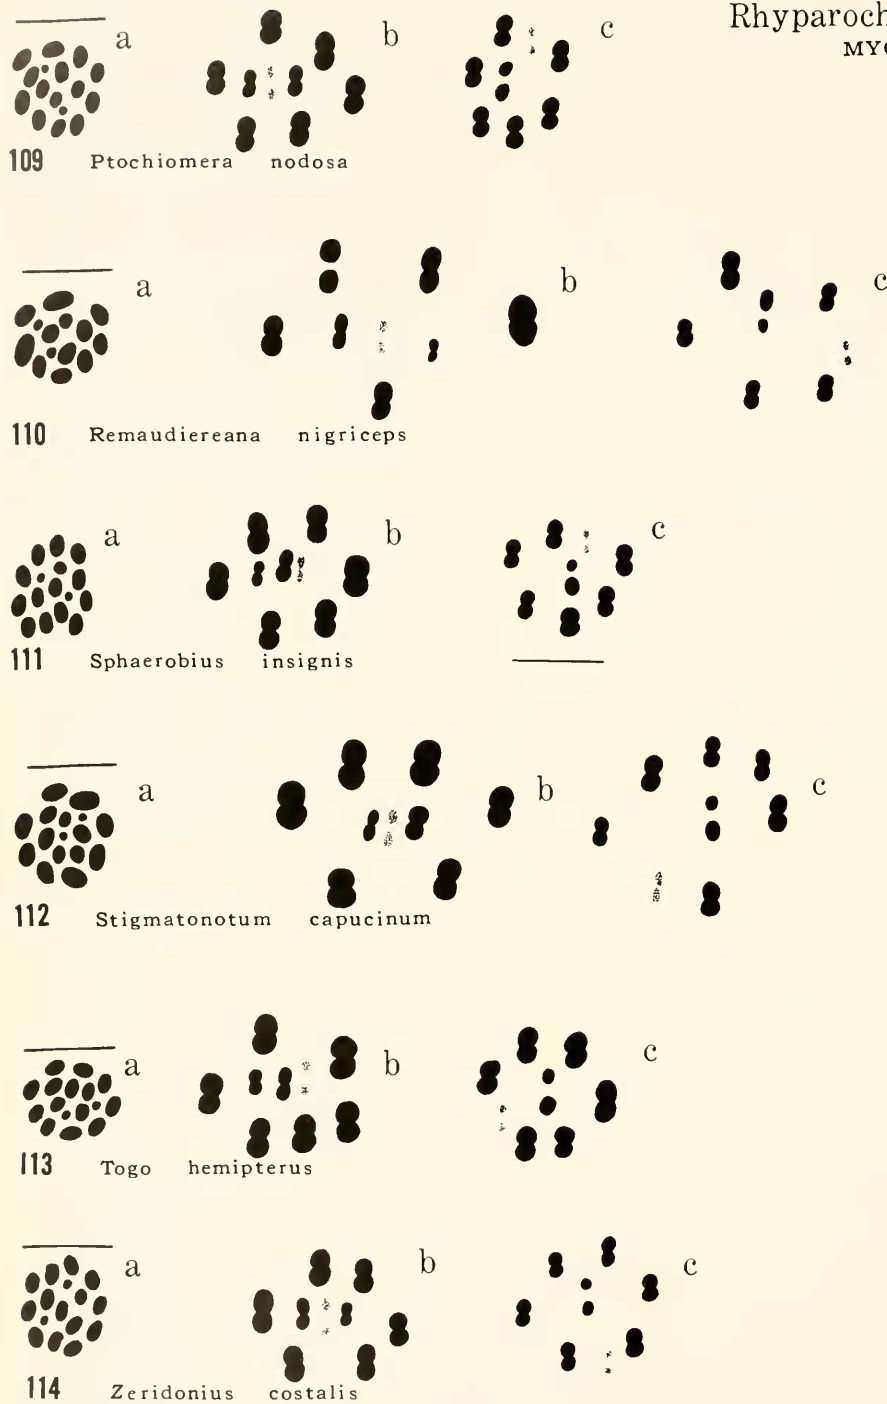 Rhyparoch
MYO
a b c
109 Ptochiomera nodosa
a b c
110 Remaudiereana nigriceps
a b c
111 Sphaerobius insignis
a b c
112 Stigmatonotum capucinum
a b c
113 Togo hemipterus
a b c
114 Zeridonius costalis